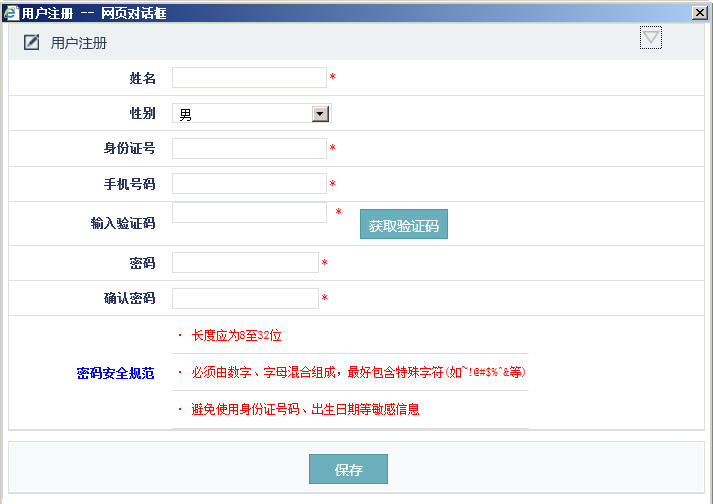 用户注册 -- 网页对话框
用户注册
姓名 *
性别 男
身份证号 *
手机号码 *
输入验证码 * 获取验证码
密码 *
确认密码 *
· 长度应为8至32位
密码安全规范 · 必须由数字、字母混合组成，最好包含特殊字符(如~!@#$%^&等)
· 避免使用身份证号码、出生日期等敏感信息
保存